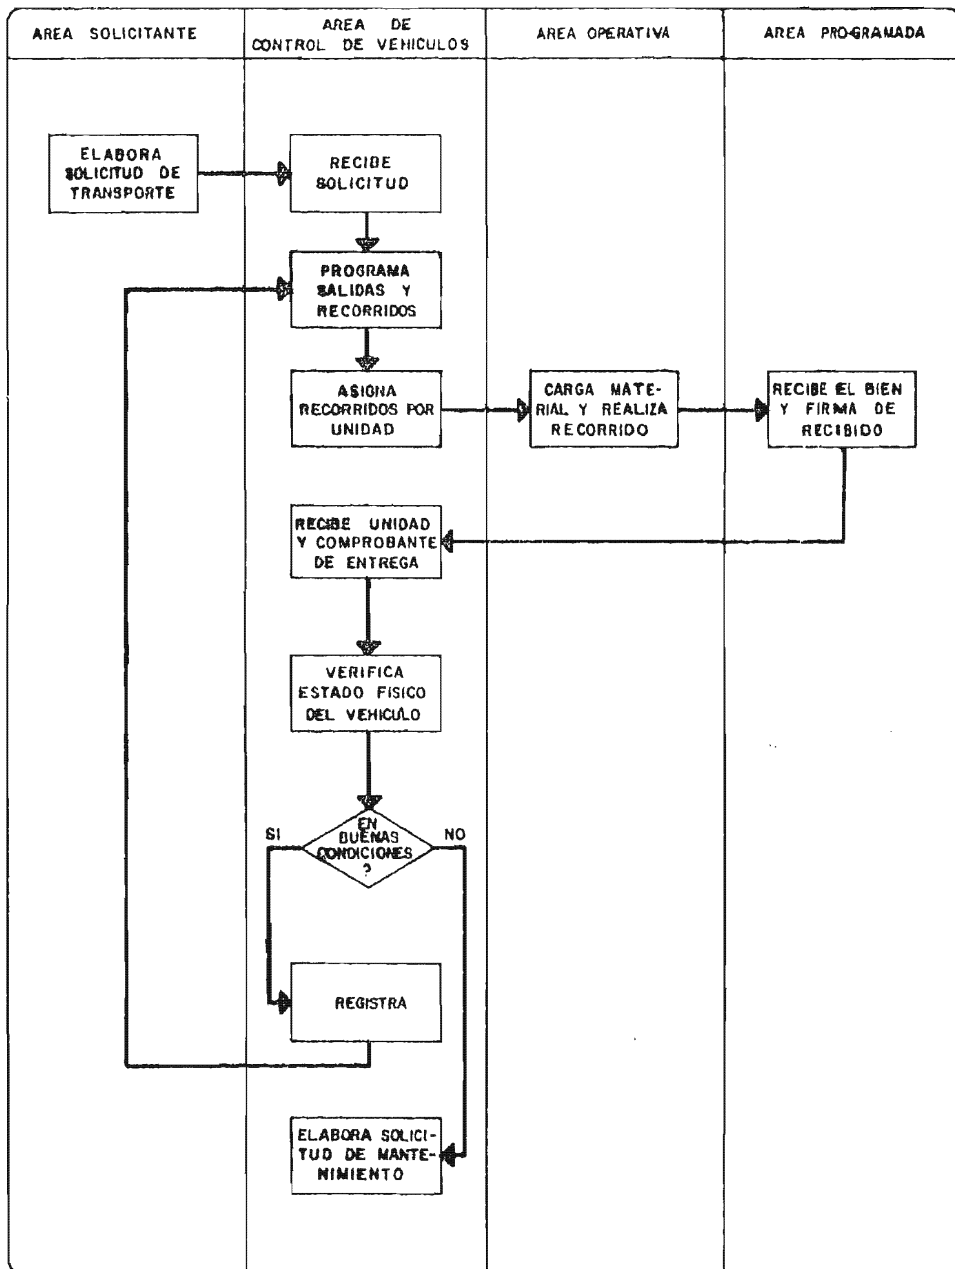 AREA SOLICITANTE
AREA DE
CONTROL DE VEHICULOS
AREA OPERATIVA
AREA PROGRAMADA
ELABORA
SOLICITUD DE
TRANSPORTE
RECIBE
SOLICITUD
PROGRAMA
SALIDAS Y
RECORRIDOS
ASIGNA
RECORRIDOS POR
UNIDAD
CARGA MATE-
RIAL Y REALIZA
RECORRIDO
RECIBE EL BIEN
Y FIRMA DE
RECIBIDO
RECIBE UNIDAD
Y COMPROBANTE
DE ENTREGA
VERIFICA
ESTADO FISICO
DEL VEHICULO
SI
EN
BUENAS
CONDICIONES
?
NO
REGISTRA
ELABORA SOLICI-
TUD DE MANTE-
NIMIENTO